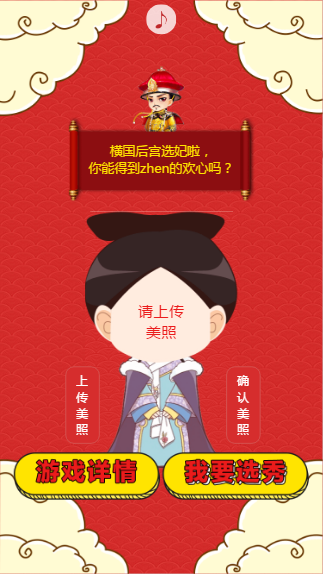 横国后宫选妃啦，
你能得到zhen的欢心吗？
请上传
美照
上传美照
确认美照
游戏详情
我要选秀